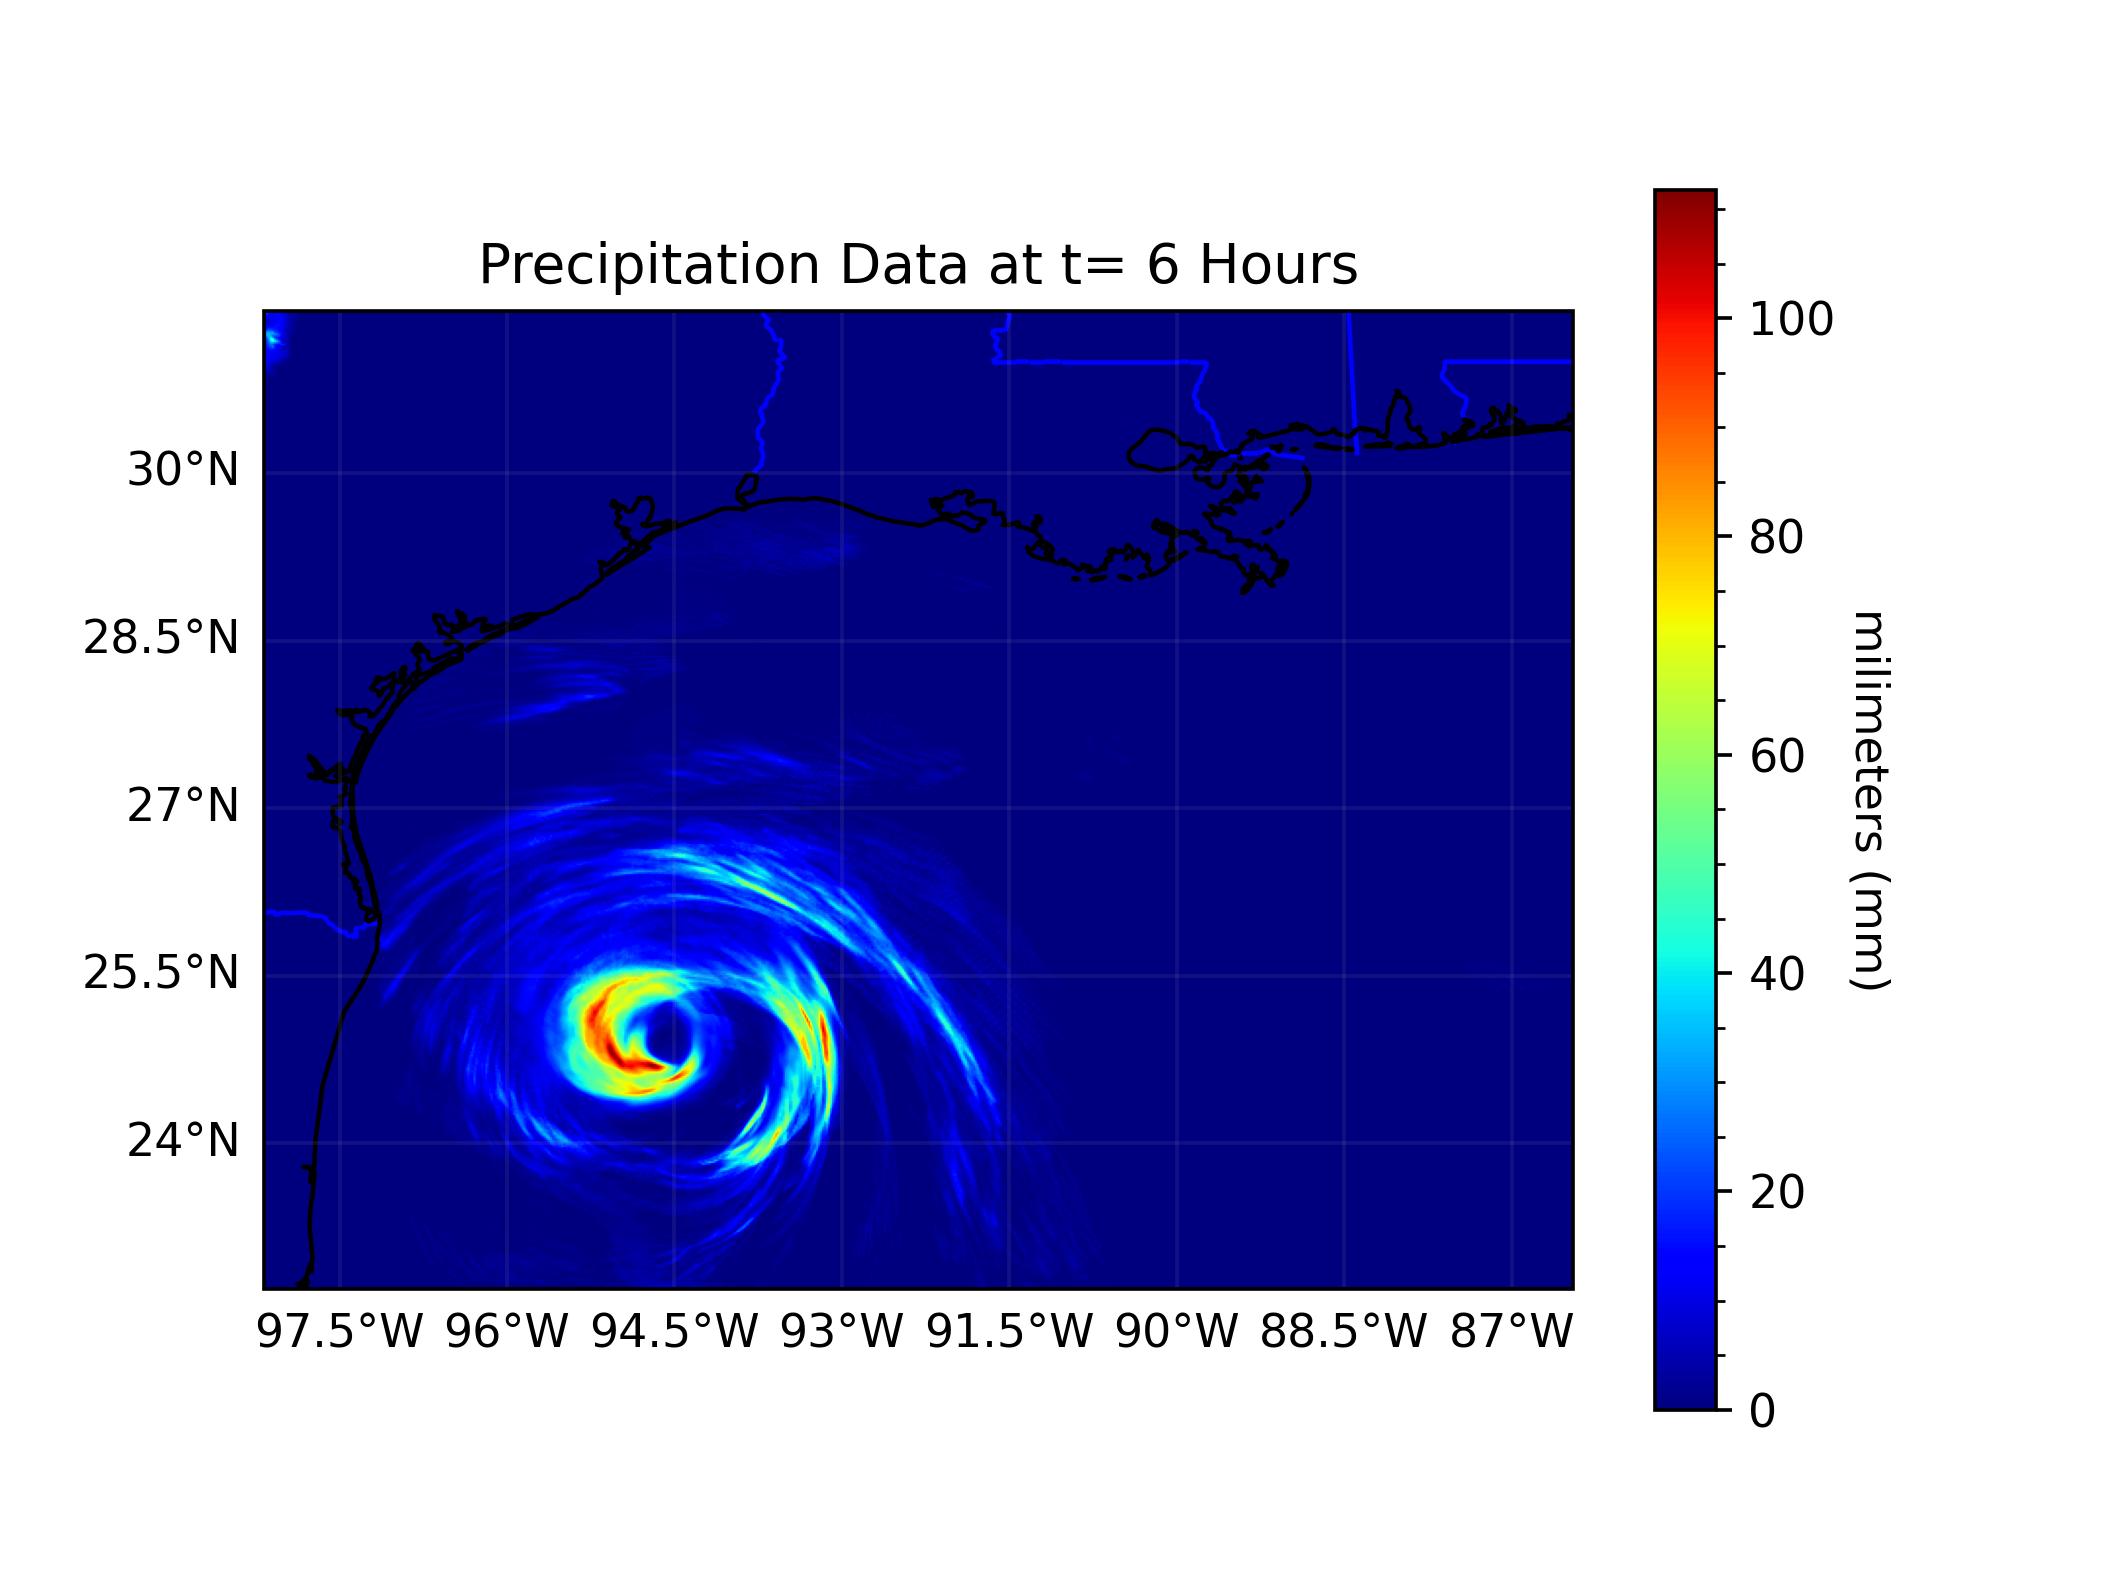 Precipitation Data at t= 6 Hours
30°N
28.5°N
27°N
25.5°N
24°N
97.5°W 96°W 94.5°W 93°W 91.5°W 90°W 88.5°W 87°W
100
80
60
40
20
0
milimeters (mm)